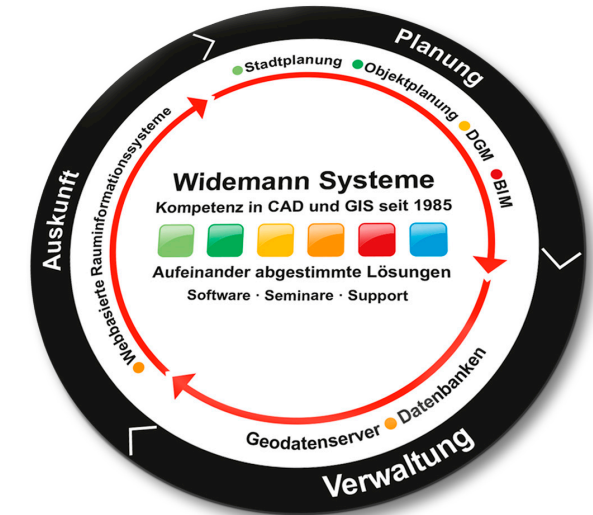 Planung
Stadtplanung
Objektplanung
DGM
BIM
Widemann Systeme
Kompetenz in CAD und GIS seit 1985
Aufeinander abgestimmte Lösungen
Software · Seminare · Support
Auskunft
Webbasierte Rauminformationssysteme
Geodatenserver
Datenbanken
Verwaltung